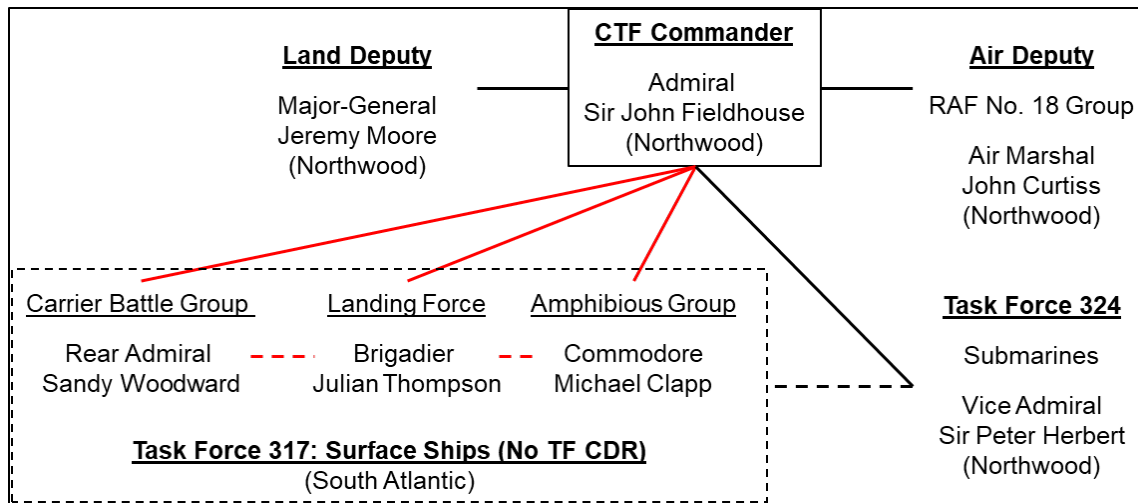 CTF Commander
Admiral
Sir John Fieldhouse
(Northwood)
Land Deputy
Major-General
Jeremy Moore
(Northwood)
Air Deputy
RAF No. 18 Group
Air Marshal
John Curtiss
(Northwood)
Carrier Battle Group
Rear Admiral
Sandy Woodward
Landing Force
Brigadier
Julian Thompson
Amphibious Group
Commodore
Michael Clapp
Task Force 317: Surface Ships (No TF CDR)
(South Atlantic)
Task Force 324
Submarines
Vice Admiral
Sir Peter Herbert
(Northwood)